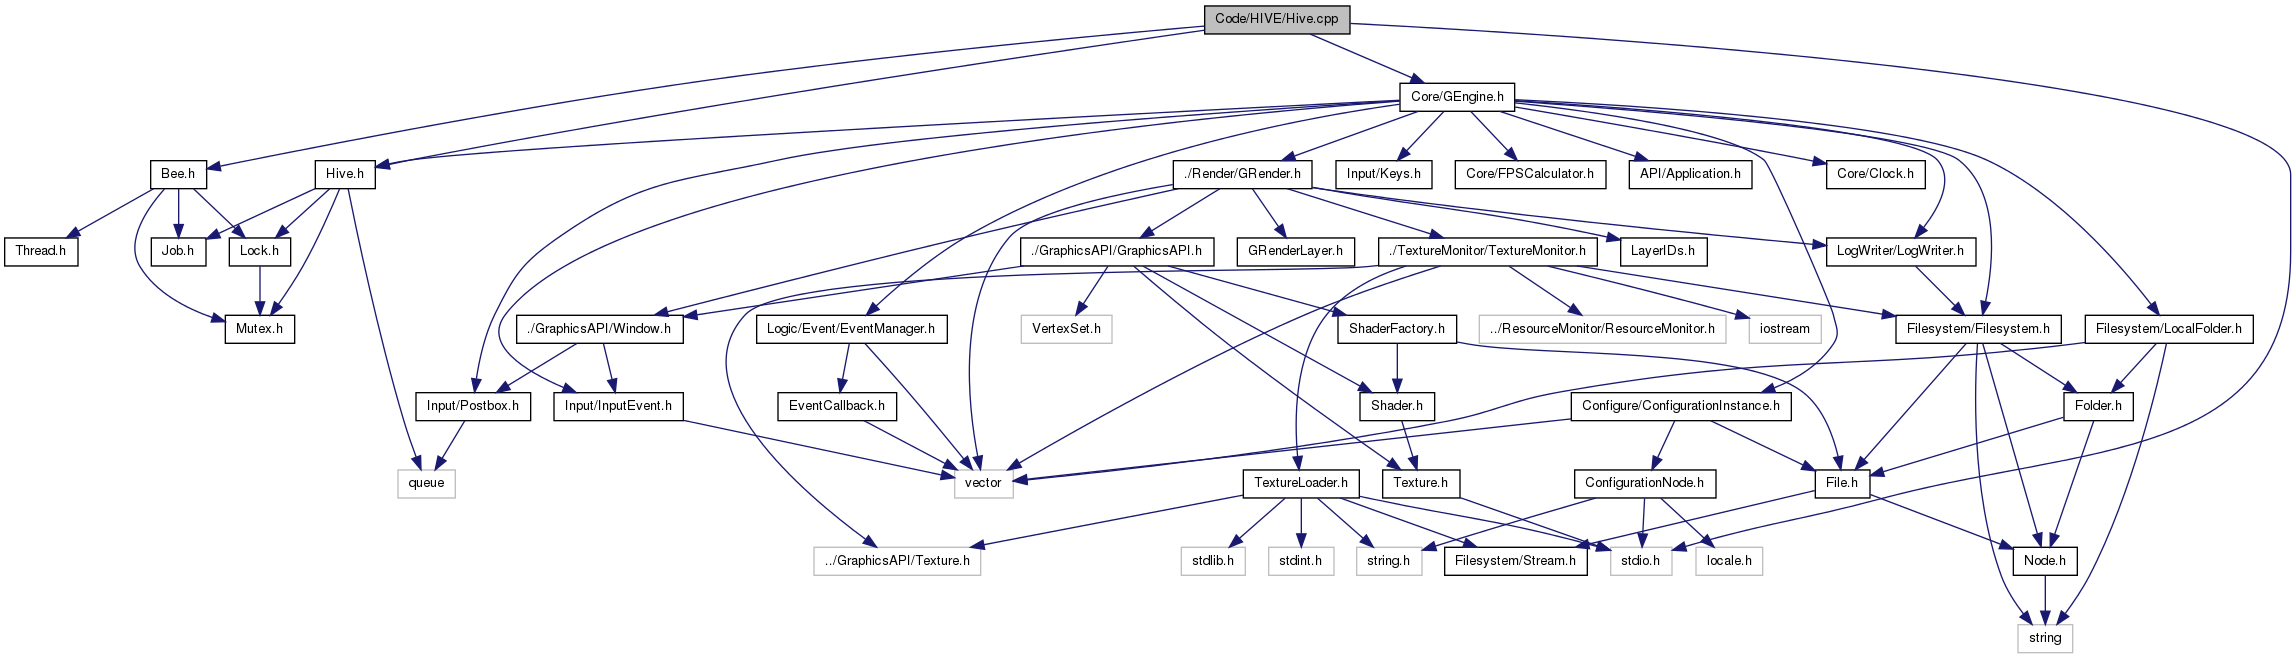 Code/HIVE/Hive.cpp
Core/GEngine.h
Bee.h
Hive.h
./Render/GRender.h
Input/Keys.h
Core/FPSCalculator.h
API/Application.h
Core/Clock.h
Thread.h
Job.h
Lock.h
./GraphicsAPI/GraphicsAPI.h
GRenderLayer.h
./TextureMonitor/TextureMonitor.h
LayerIDs.h
LogWriter/LogWriter.h
Mutex.h
./GraphicsAPI/Window.h
Logic/Event/EventManager.h
VertexSet.h
ShaderFactory.h
../ResourceMonitor/ResourceMonitor.h
iostream
Filesystem/Filesystem.h
Filesystem/LocalFolder.h
Input/Postbox.h
Input/InputEvent.h
EventCallback.h
Shader.h
Configure/ConfigurationInstance.h
Folder.h
queue
vector
TextureLoader.h
Texture.h
ConfigurationNode.h
File.h
../GraphicsAPI/Texture.h
stdlib.h
stdint.h
string.h
Filesystem/Stream.h
stdio.h
locale.h
Node.h
string